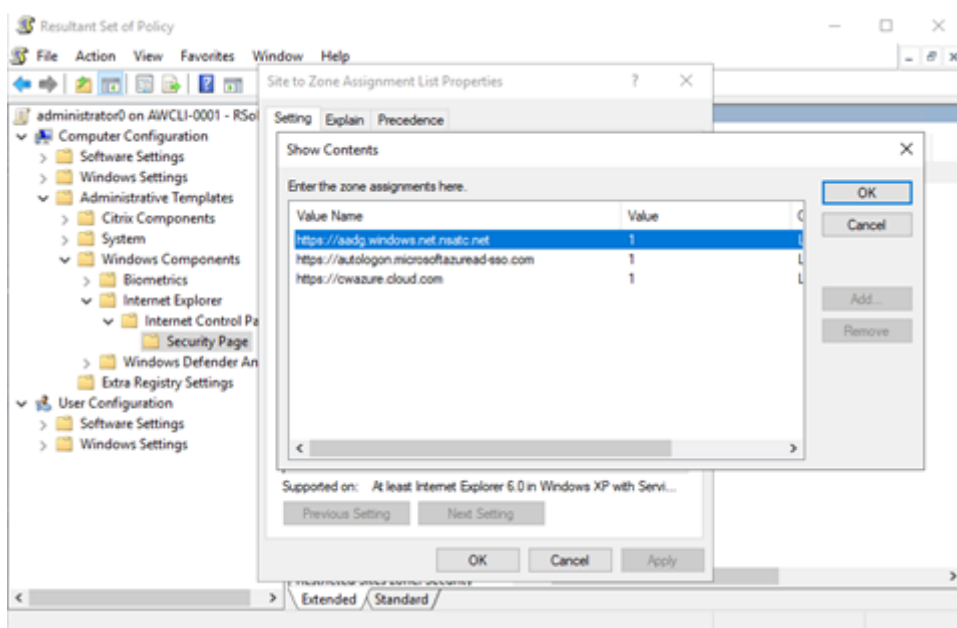 Resultant Set of Policy
File Action View Favorites Window Help
Site to Zone Assignment List Properties
administrator0 on AWCLI-0001 - RSo
Computer Configuration
Software Settings
Windows Settings
Administrative Templates
Citrix Components
System
Windows Components
Biometrics
Internet Explorer
Internet Control Pa
Security Page
Windows Defender An
Extra Registry Settings
User Configuration
Software Settings
Windows Settings
Setting Explain Precedence
Show Contents
Enter the zone assignments here.
Value Name Value
https://aadg.windows.net.nsatc.net 1
https://autologon.microsoftazuread-sso.com 1
https://cwazure.cloud.com 1
OK
Cancel
Add...
Remove
Supported on: At least Internet Explorer 6.0 in Windows XP with Servi...
Previous Setting Next Setting
OK Cancel Apply
Extended Standard